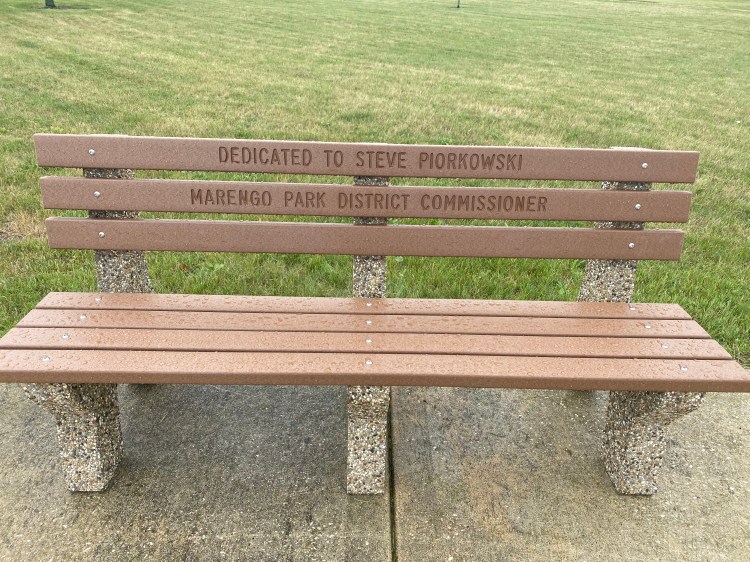 DEDICATED TO STEVE PIORKOWSKI
MARENGO PARK DISTRICT COMMISSIONER